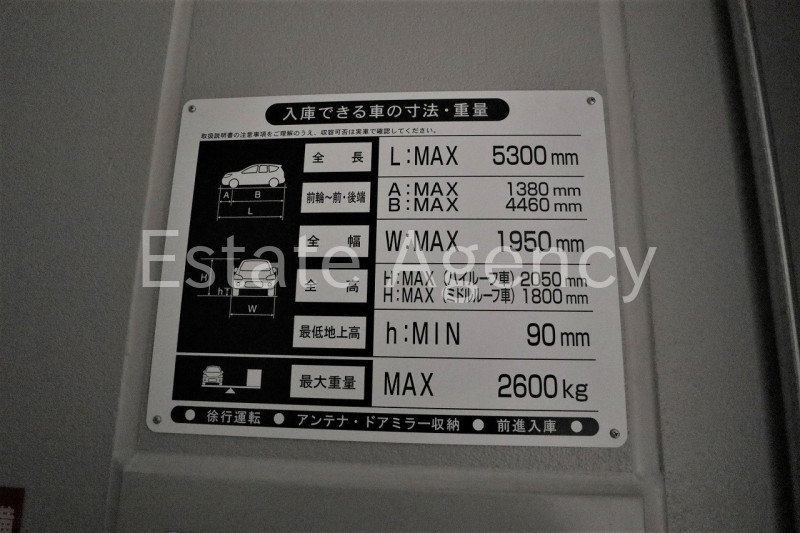 入庫できる車の寸法・重量
取扱説明書の注意事項をご理解のうえ、収容可否は実車で確認してください。
全長 L:MAX 5300mm
A B
L
前輪～前・後端 A:MAX 1380mm
B:MAX 4460mm
全幅 W:MAX 1950mm
Estate Agency
H
hT
W
全高 H:MAX (ハイルーフ車) 2050mm
H:MAX (ミドルルーフ車) 1800mm
最低地上高 h:MIN 90mm
最大重量 MAX 2600kg
● 徐行運転 ● アンテナ・ドアミラー収納 ● 前進入庫 ●